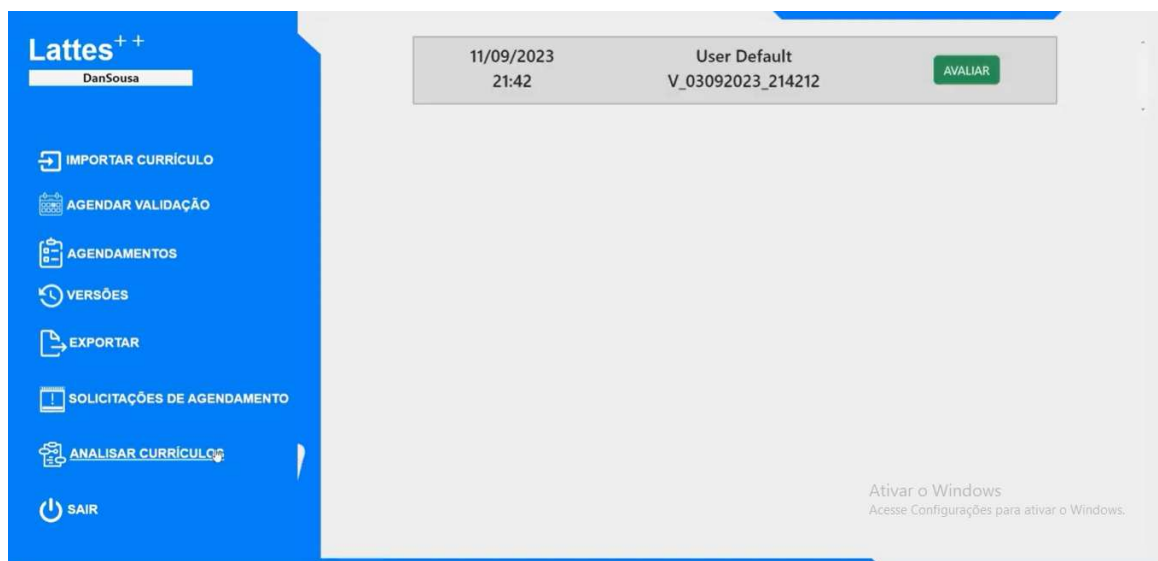 Lattes++
DanSousa
IMPORTAR CURRÍCULO
AGENDAR VALIDAÇÃO
AGENDAMENTOS
VERSÕES
EXPORTAR
SOLICITAÇÕES DE AGENDAMENTO
ANALISAR CURRÍCULOS
SAIR
11/09/2023
21:42
User Default
V_03092023_214212
AVALIAR
Ativar o Windows
Acesse Configurações para ativar o Windows.